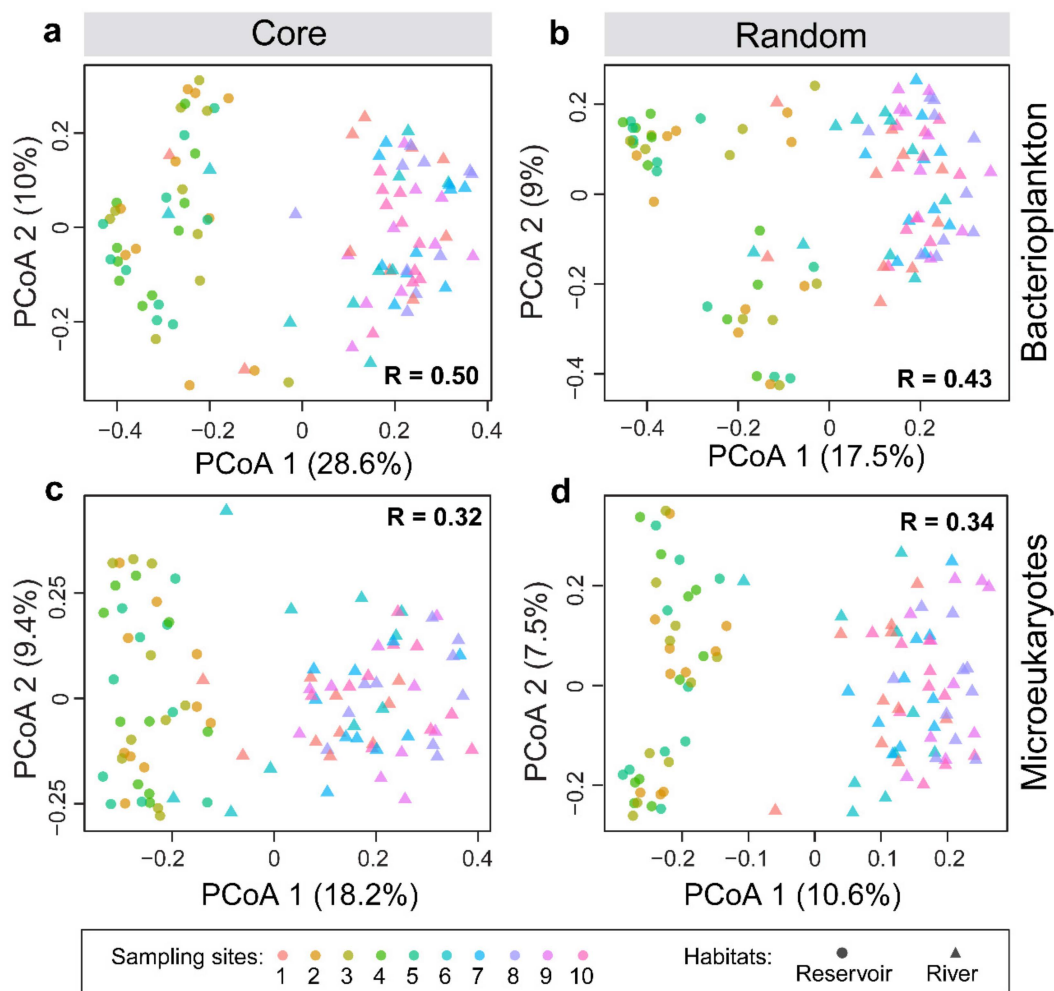 a
Core
b
Random
PCoA 2 (10%)
0.2
0
−0.2
R = 0.50
−0.4
−0.2
0
0.2
0.4
PCoA 1 (28.6%)
PCoA 2 (9%)
0.2
0
−0.2
−0.4
R = 0.43
−0.4
−0.2
0
0.2
PCoA 1 (17.5%)
Bacterioplankton
c
PCoA 2 (9.4%)
0.25
0
−0.25
R = 0.32
−0.2
0
0.2
0.4
PCoA 1 (18.2%)
d
PCoA 2 (7.5%)
0.2
0
−0.2
R = 0.34
−0.2
−0.1
0
0.1
0.2
PCoA 1 (10.6%)
Microeukaryotes
Sampling sites:
1 2 3 4 5 6 7 8 9 10
Habitats:
Reservoir
River